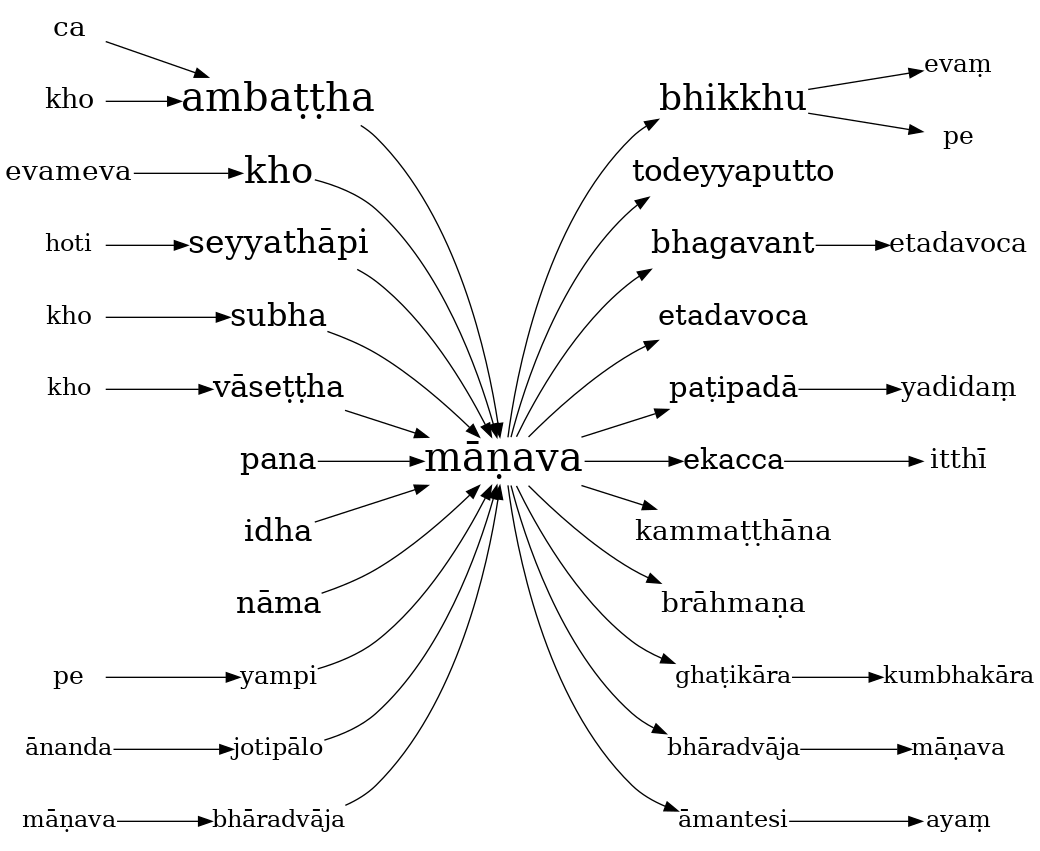 ca
kho ambaṭṭha
evameva kho
hoti seyyathāpi
kho subha
kho vāseṭṭha
pana
idha
nāma
pe yampi
ānanda jotipālo
māṇava bhāradvāja
māṇava
bhikkhu evaṃ
pe
todeyyaputto
bhagavant etadavoca
etadavoca
paṭipadā yadidaṃ
ekacca itthī
kammaṭṭhāna
brāhmaṇa
ghaṭikāra kumbhakāra
bhāradvāja māṇava
āmantesi ayaṃ